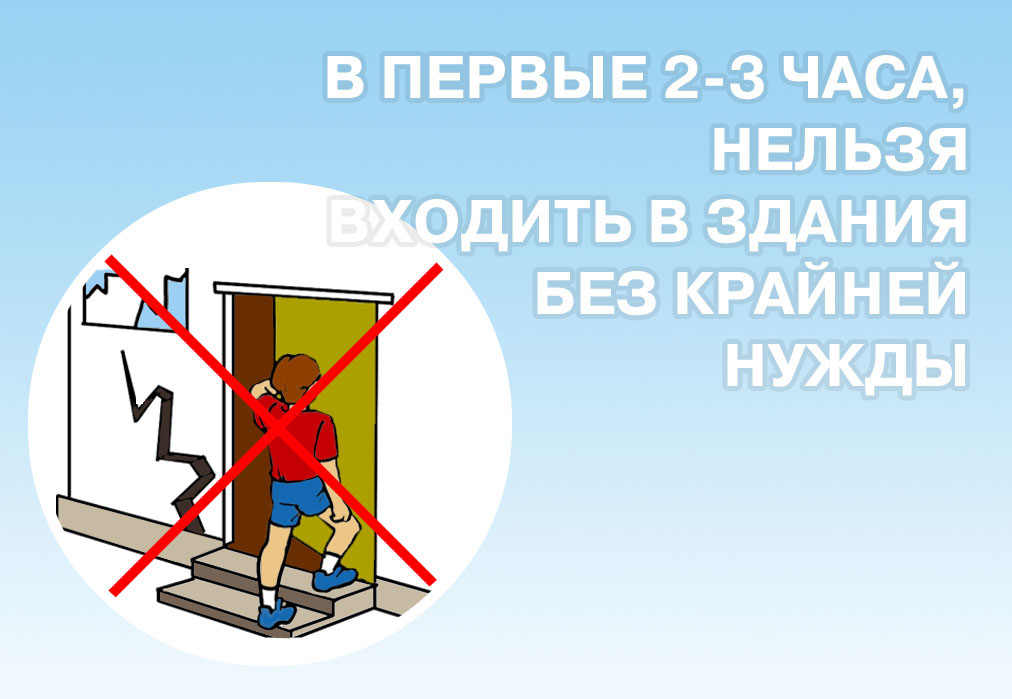 В ПЕРВЫЕ 2-3 ЧАСА,
НЕЛЬЗЯ
ВХОДИТЬ В ЗДАНИЯ
БЕЗ КРАЙНЕЙ
НУЖДЫ